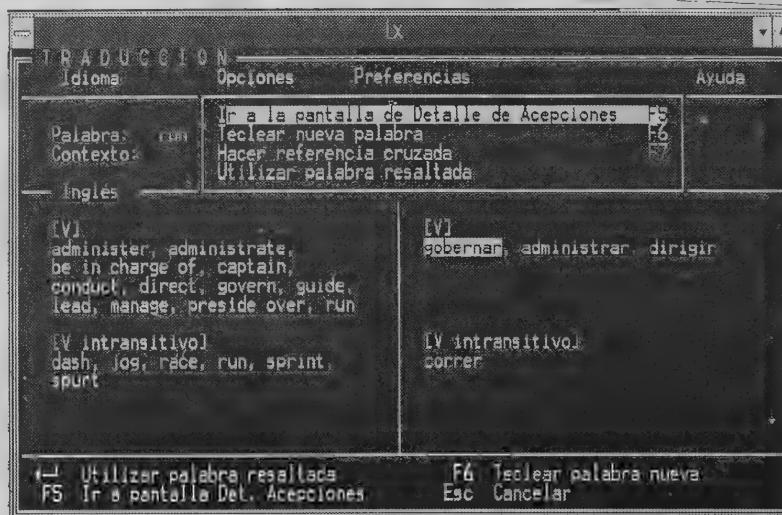 Lx
TRADUCCION
Idioma Opciones Preferencias Ayuda
Ir a la pantalla de Detalle de Acepciones F5
Teclear nueva palabra F6
Hacer referencia cruzada F7
Utilizar palabra resaltada
Palabra: run
Contexto:
Inglés
[V]
administer, administrate,
be in charge of, captain,
conduct, direct, govern, guide,
lead, manage, preside over, run
[V intransitivo]
dash, jog, race, run, sprint,
spurt
[V]
gobernar, administrar, dirigir
[V intransitivo]
correr
Utilizar palabra resaltada
F5 Ir a pantalla Det. Acepciones
F6 Teclear palabra nueva
Esc Cancelar